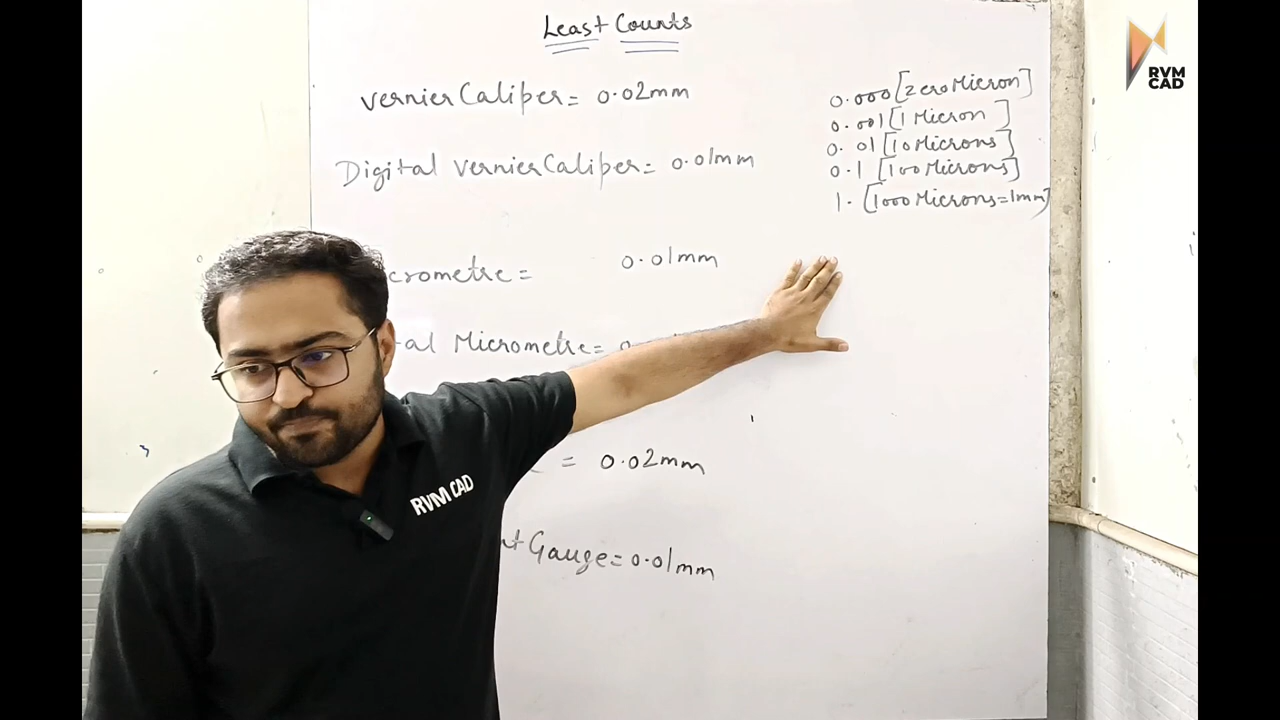 Least Counts
Vernier Caliper = 0.02mm
Digital Vernier Caliper = 0.01mm
crometre = 0.01mm
al Micrometre =
= 0.02mm
Gauge = 0.01mm
0.000 [Zero Micron]
0.001 [1 Micron]
0.01 [10 Microns]
0.1 [100 Microns]
1. [1000 Microns = 1mm]
RVM
CAD
RVM CAD